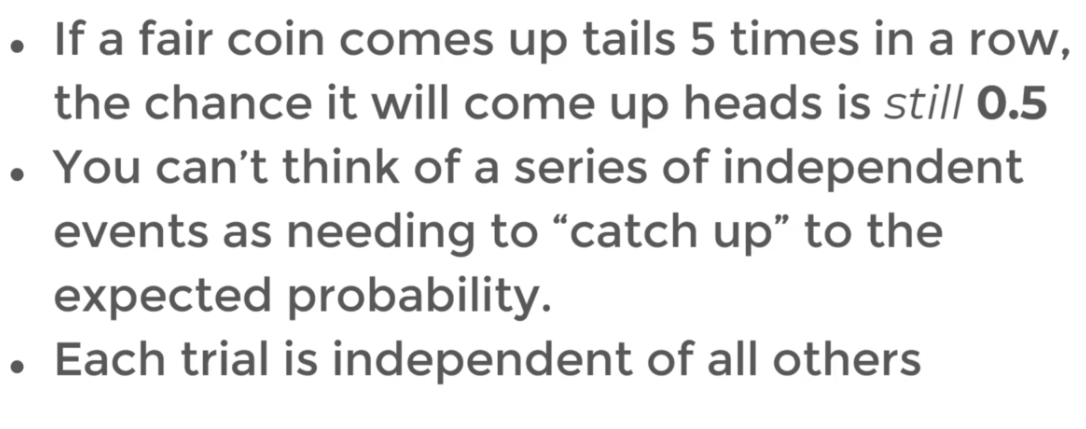 • If a fair coin comes up tails 5 times in a row,
the chance it will come up heads is still 0.5
• You can’t think of a series of independent
events as needing to “catch up” to the
expected probability.
• Each trial is independent of all others